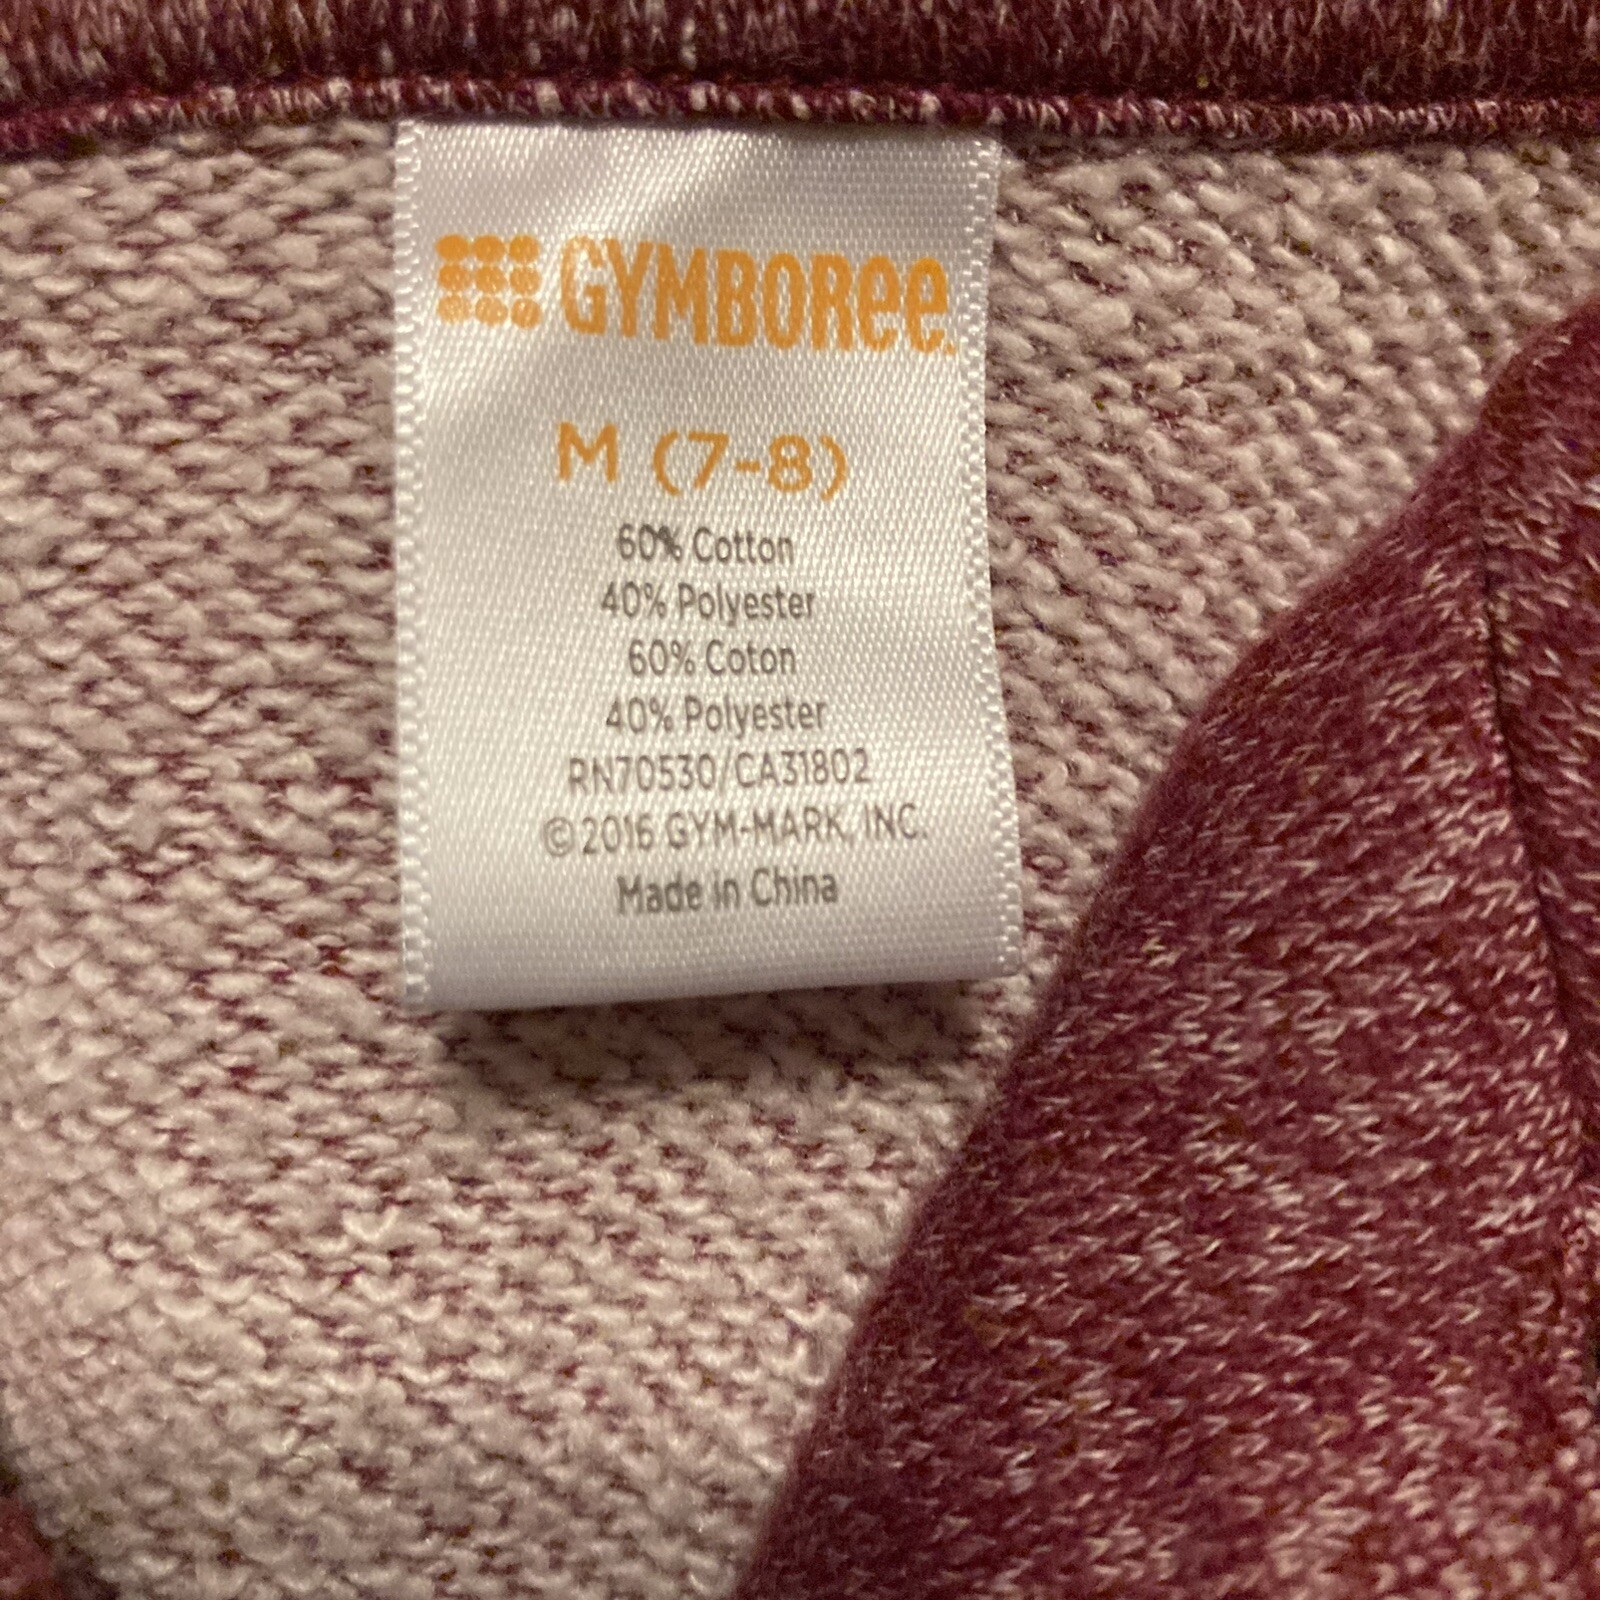 GYMBOREE.
M (7-8)
60% Cotton
40% Polyester
60% Coton
40% Polyester
RN70530/CA31802
©2016 GYM-MARK, INC.
Made in China